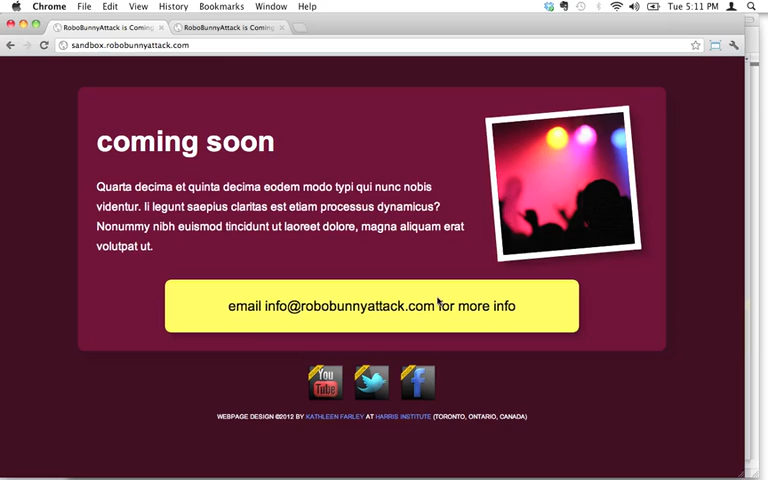 Chrome File Edit View History Bookmarks Window Help Tue 5:11 PM
RoboBunnyAttack is Coming RoboBunnyAttack is Coming
sandbox.robobunnyattack.com
coming soon
Quarta decima et quinta decima eodem modo typi qui nunc nobis
videntur. Ii legunt saepius claritas est etiam processus dynamicus?
Nonummy nibh euismod tincidunt ut laoreet dolore, magna aliquam erat
volutpat ut.
email info@robobunnyattack.com for more info
You
Tube
WEBPAGE DESIGN ©2012 BY KATHLEEN FARLEY AT HARRIS INSTITUTE (TORONTO, ONTARIO, CANADA)